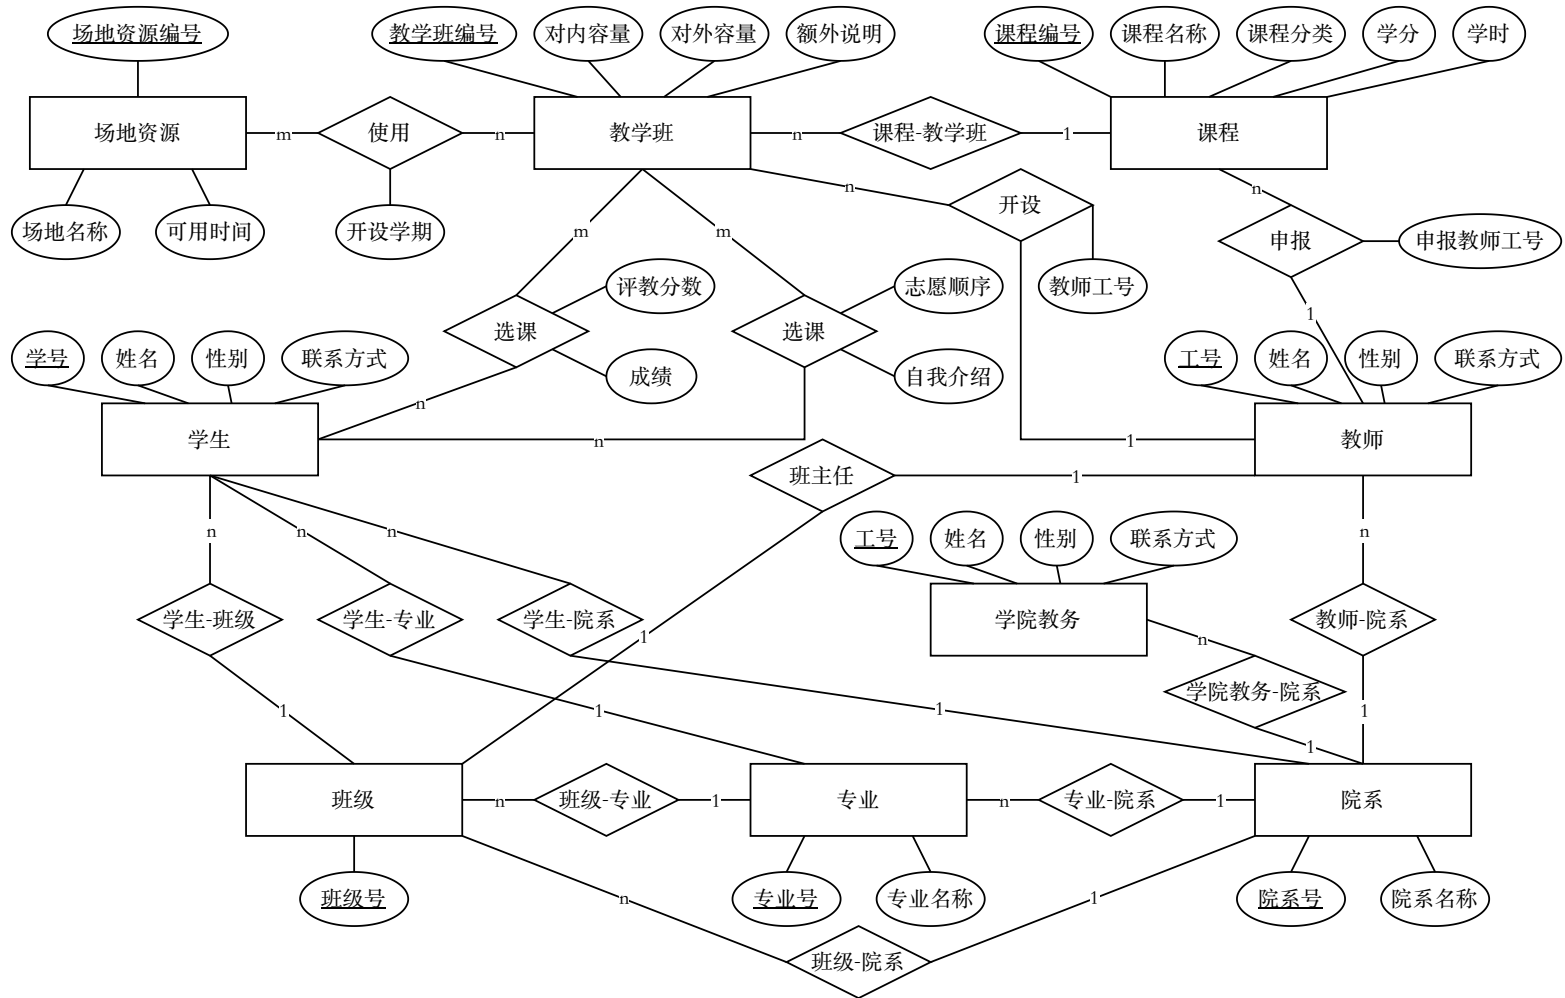 场地资源编号
教学班编号
对内容量
对外容量
额外说明
课程编号
课程名称
课程分类
学分
学时
场地资源
m
使用
n
教学班
n
课程-教学班
1
课程
n
n
场地名称
可用时间
开设学期
m
m
开设
申报
申报教师工号
评教分数
志愿顺序
教师工号
1
选课
选课
学号
姓名
性别
联系方式
成绩
自我介绍
工号
姓名
性别
联系方式
n
学生
n
1
教师
班主任
1
n
n
n
工号
姓名
性别
联系方式
n
学生-班级
学生-专业
学生-院系
1
学院教务
n
教师-院系
学院教务-院系
1
1
1
1
1
班级
n
班级-专业
1
专业
n
专业-院系
1
院系
班级号
n
专业号
专业名称
1
院系号
院系名称
班级-院系